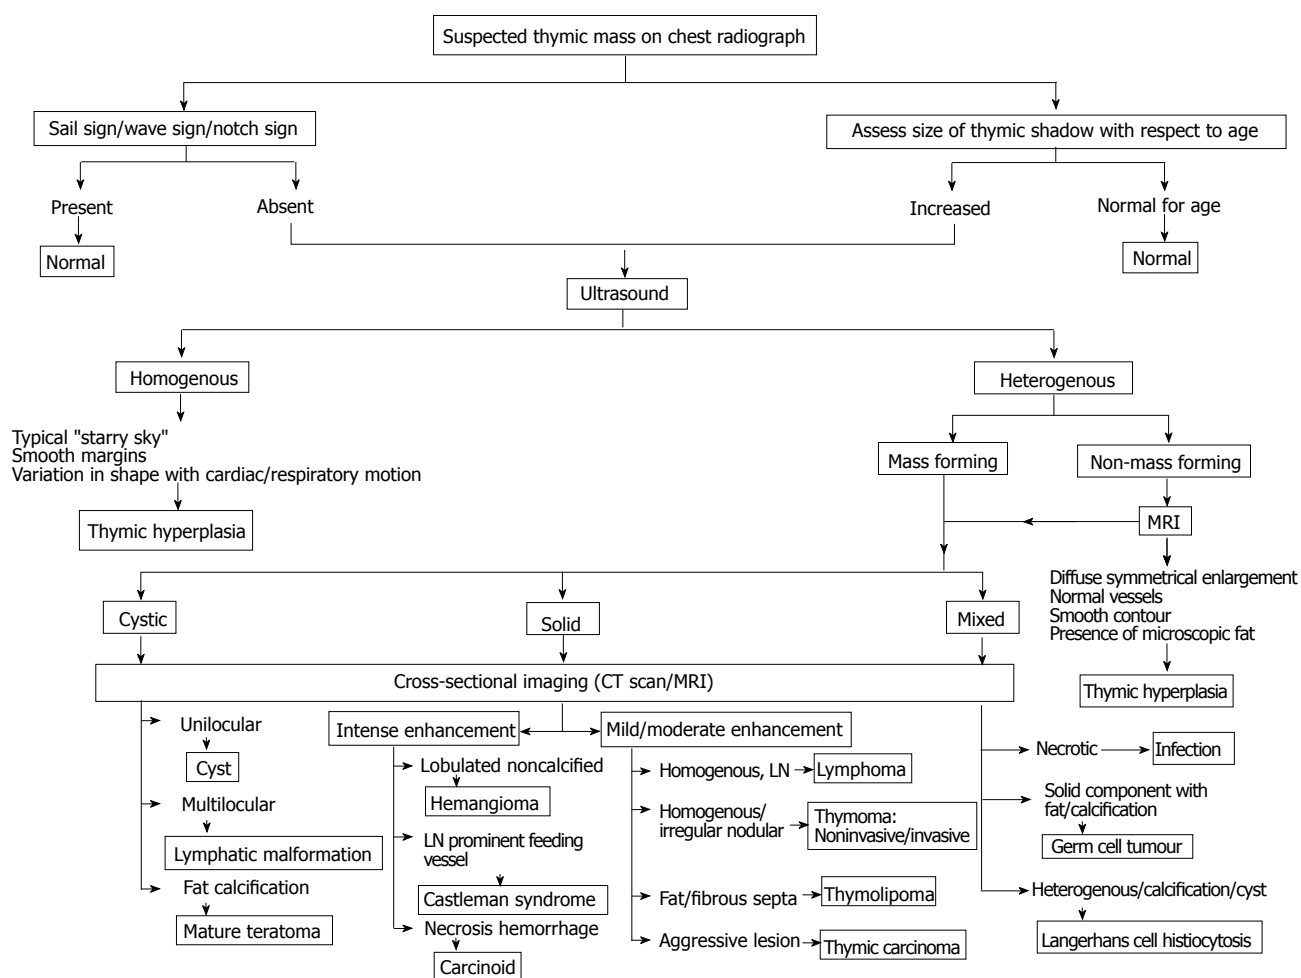 Suspected thymic mass on chest radiograph
Sail sign/wave sign/notch sign
Assess size of thymic shadow with respect to age
Present
Absent
Increased
Normal for age
Normal
Normal
Ultrasound
Homogenous
Heterogenous
Typical "starry sky"
Smooth margins
Variation in shape with cardiac/respiratory motion
Mass forming
Non-mass forming
Thymic hyperplasia
MRI
Diffuse symmetrical enlargement
Normal vessels
Smooth contour
Presence of microscopic fat
Thymic hyperplasia
Cystic
Solid
Mixed
Cross-sectional imaging (CT scan/MRI)
Unilocular
Cyst
Multilocular
Lymphatic malformation
Fat calcification
Mature teratoma
Intense enhancement
Lobulated noncalcified
Hemangioma
LN prominent feeding
vessel
Castleman syndrome
Necrosis hemorrhage
Carcinoid
Mild/moderate enhancement
Homogenous, LN
Lymphoma
Homogenous/
irregular nodular
Thymoma:
Noninvasive/invasive
Fat/fibrous septa
Thymolipoma
Aggressive lesion
Thymic carcinoma
Necrotic
Infection
Solid component with
fat/calcification
Germ cell tumour
Heterogenous/calcification/cyst
Langerhans cell histiocytosis